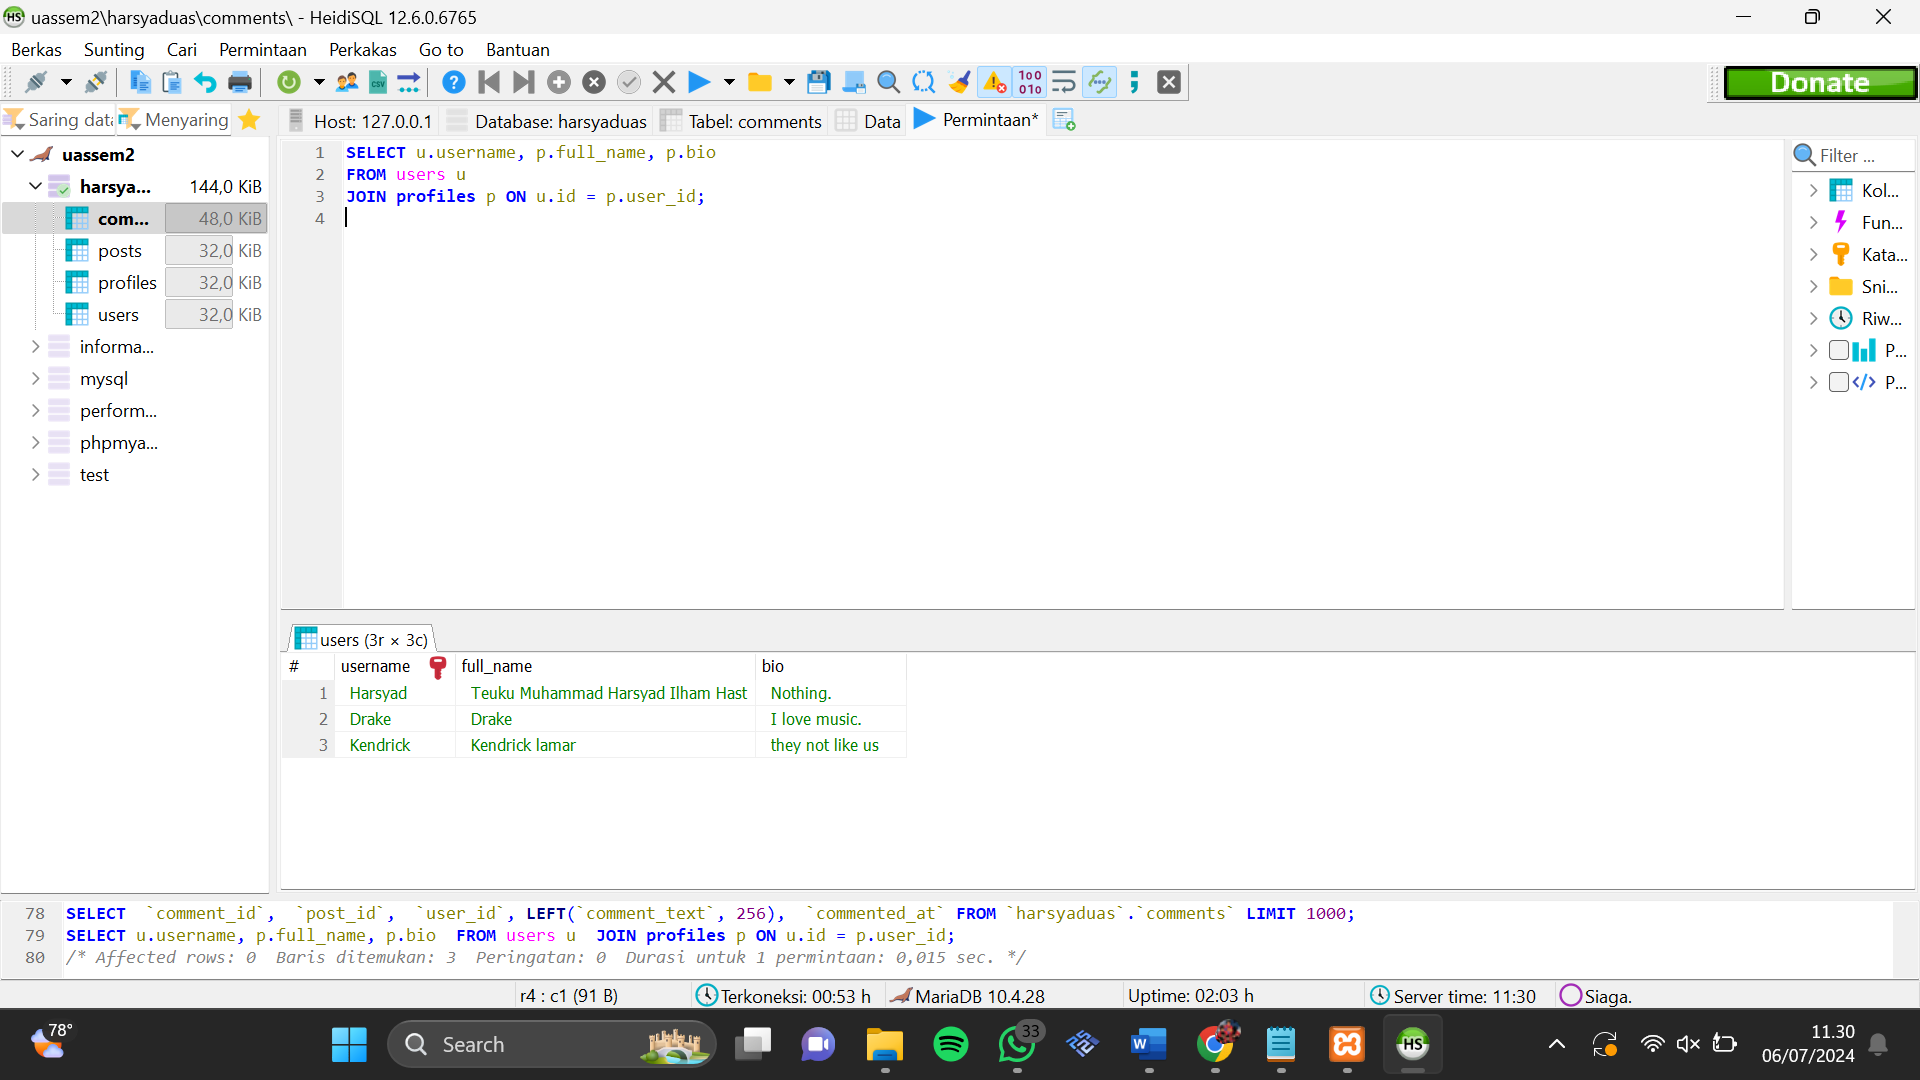 uassem2\harsyaduas\comments\ - HeidiSQL 12.6.0.6765
Berkas Sunting Cari Permintaan Perkakas Go to Bantuan
Donate
Saring data Menyaring
Host: 127.0.0.1 Database: harsyaduas Tabel: comments Data Permintaan*
uassem2
harsya... 144,0 KiB
com... 48,0 KiB
posts 32,0 KiB
profiles 32,0 KiB
users 32,0 KiB
informa...
mysql
perform...
phpmya...
test
1 SELECT u.username, p.full_name, p.bio
2 FROM users u
3 JOIN profiles p ON u.id = p.user_id;
4
Filter ...
Kol...
Fun...
Kata...
Sni...
Riw...
P...
P...
users (3r × 3c)
# username full_name bio
1 Harsyad Teuku Muhammad Harsyad Ilham Hast Nothing.
2 Drake Drake I love music.
3 Kendrick Kendrick lamar they not like us
78 SELECT `comment_id`, `post_id`, `user_id`, LEFT(`comment_text`, 256), `commented_at` FROM `harsyaduas`.`comments` LIMIT 1000;
79 SELECT u.username, p.full_name, p.bio FROM users u JOIN profiles p ON u.id = p.user_id;
80 /* Affected rows: 0 Baris ditemukan: 3 Peringatan: 0 Durasi untuk 1 permintaan: 0,015 sec. */
r4 : c1 (91 B) Terkoneksi: 00:53 h MariaDB 10.4.28 Uptime: 02:03 h Server time: 11:30 Siaga.
78°
Search
33
HS
11.30
06/07/2024